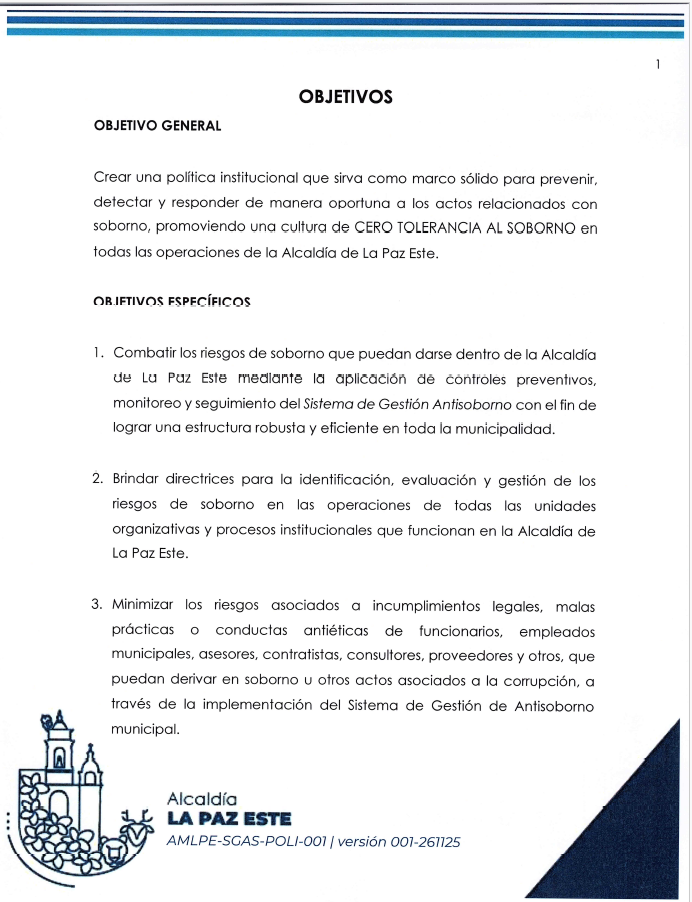 1
OBJETIVOS
OBJETIVO GENERAL
Crear una política institucional que sirva como marco sólido para prevenir,
detectar y responder de manera oportuna a los actos relacionados con
soborno, promoviendo una cultura de CERO TOLERANCIA AL SOBORNO en
todas las operaciones de la Alcaldía de La Paz Este.
OBJETIVOS ESPECÍFICOS
1. Combatir los riesgos de soborno que puedan darse dentro de la Alcaldía
de La Paz Este mediante la aplicación de controles preventivos,
monitoreo y seguimiento del Sistema de Gestión Antisoborno con el fin de
lograr una estructura robusta y eficiente en toda la municipalidad.
2. Brindar directrices para la identificación, evaluación y gestión de los
riesgos de soborno en las operaciones de todas las unidades
organizativas y procesos institucionales que funcionan en la Alcaldía de
La Paz Este.
3. Minimizar los riesgos asociados a incumplimientos legales, malas
prácticas o conductas antiéticas de funcionarios, empleados
municipales, asesores, contratistas, consultores, proveedores y otros, que
puedan derivar en soborno u otros actos asociados a la corrupción, a
través de la implementación del Sistema de Gestión de Antisoborno
municipal.
Alcaldía
LA PAZ ESTE
AMLPE-SGAS-POLI-001 | versión 001-261125